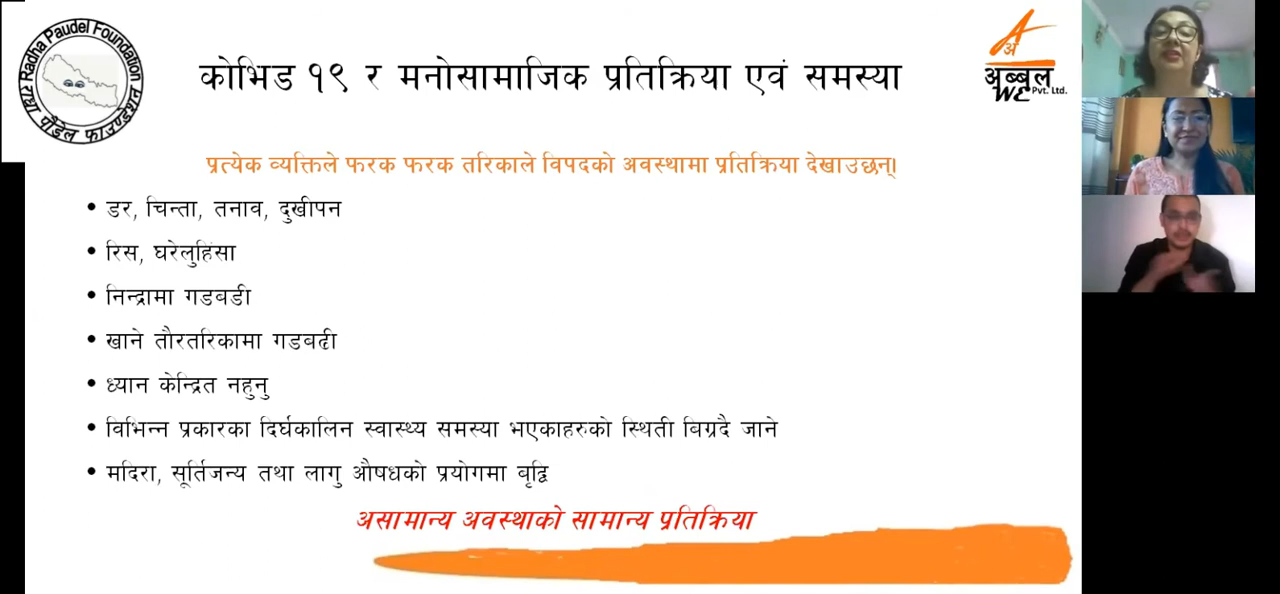 Radha Paudel Foundation
राधा पौडेल फाउण्डेशन
कोभिड १९ र मनोसामाजिक प्रतिक्रिया एवं समस्या
अ
अब्बल
WE Pvt. Ltd.
प्रत्येक व्यक्तिले फरक फरक तरिकाले विपदको अवस्थामा प्रतिक्रिया देखाउछन्।
• डर, चिन्ता, तनाव, दुखीपन
• रिस, घरेलुहिंसा
• निन्द्रामा गडबडी
• खाने तौरतरिकामा गडबढी
• ध्यान केन्द्रित नहुनु
• विभिन्न प्रकारका दिर्घकालिन स्वास्थ्य समस्या भएकाहरुको स्थिती बिग्रदै जाने
• मदिरा, सूर्तिजन्य तथा लागु औषधको प्रयोगमा बृद्वि
असामान्य अवस्थाको सामान्य प्रतिक्रिया